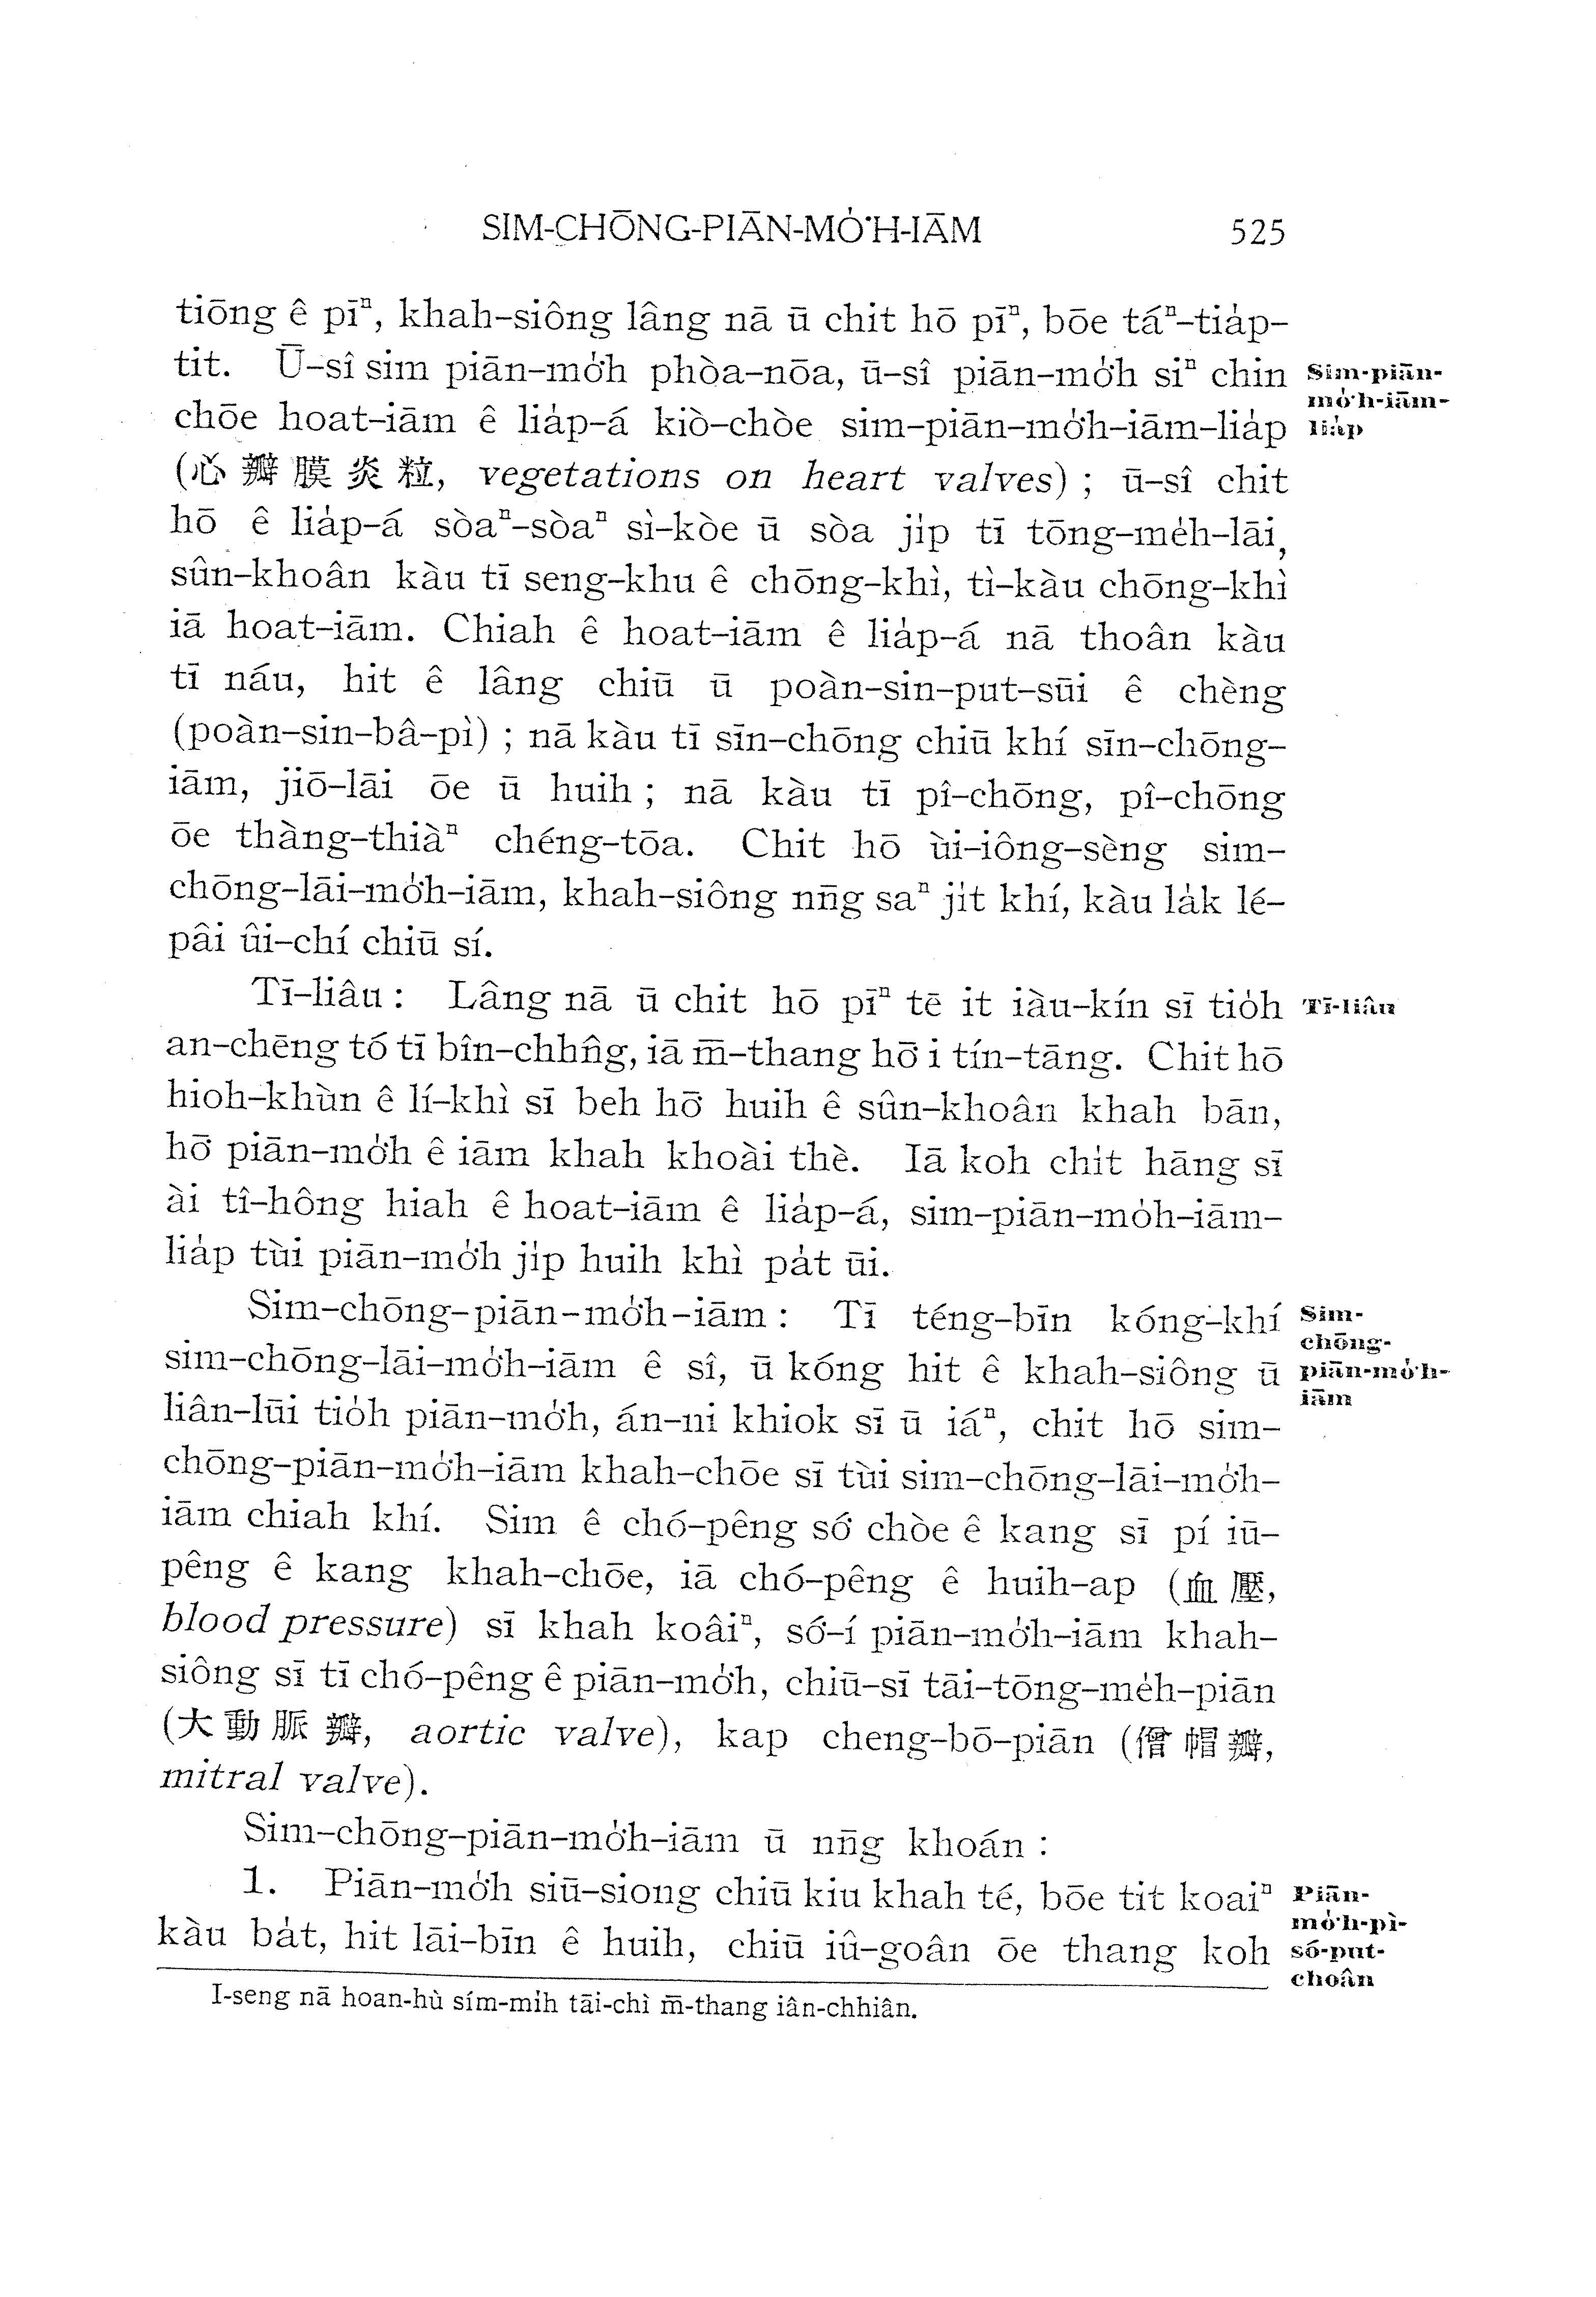 SIM-CHŌNG-PIĀN-MO̍͘H-IĀM 525
tiōng ê pīⁿ, khah-siông lâng nā ū chit hō pīⁿ, bōe táⁿ-tia̍p-
tit. Ū-sî sim piān-mo̍͘h phòa-nōa, ū-sî piān-mo̍͘h siⁿ chin
chōe hoat-iām ê lia̍p-á kiò-chòe sim-piān-mo̍͘h-iām-lia̍p
(心瓣膜炎粒, vegetations on heart valves) ; ū-sî chit
hō ê lia̍p-á sòaⁿ-sòaⁿ sì-kòe ū sòa ji̍p tī tōng-me̍h-lāi,
sûn-khoân kàu tī seng-khu ê chōng-khì, tì-kàu chōng-khì
iā hoat-iām. Chiah ê hoat-iām ê lia̍p-á nā thoân kàu
tī náu, hit ê lâng chiū ū poàn-sin-put-sūi ê chèng
(poàn-sin-bâ-pì) ; nā kàu tī sīn-chōng chiū khí sīn-chōng-
iām, jiō-lāi ōe ū huih ; nā kàu tī pî-chōng, pî-chōng
ōe thàng-thiàⁿ chéng-tōa. Chit hō ùi-iông-sèng sim-
chōng-lāi-mo̍͘h-iām, khah-siông nn̄g saⁿ ji̍t khí, kàu la̍k lé-
pâi ûi-chí chiū sí.
Tī-liâu : Lâng nā ū chit hō pīⁿ tē it iàu-kín sī tio̍h
an-chēng tó tī bîn-chhn̂g, iā m̄-thang hō͘ i tín-tāng. Chit hō
hioh-khùn ê lí-khì sī beh hō͘ huih ê sûn-khoân khah bān,
hō͘ piān-mo̍͘h ê iām khah khoài thè. Iā koh chit hāng sī
ài tî-hông hiah ê hoat-iām ê lia̍p-á, sim-piān-mo̍h-iām-
lia̍p tùi piān-mo̍͘h ji̍p huih khì pa̍t ūi.
Sim-chōng-piān-mo̍͘h-iām : Tī téng-bīn kóng-khí
sim-chōng-lāi-mo̍͘h-iām ê sî, ū kóng hit ê khah-siông ū
liân-lūi tio̍h piān-mo̍͘h, án-ni khiok sī ū iáⁿ, chit hō sim-
chōng-piān-mo̍͘h-iām khah-chōe sī tùi sim-chōng-lāi-mo̍͘h-
iām chiah khí. Sim ê chó-pêng só͘ chòe ê kang sī pí iū-
pêng ê kang khah-chōe, iā chó-pêng ê huih-ap (血壓,
blood pressure) sī khah koâiⁿ, só͘-í piān-mo̍͘h-iām khah-
siông sī tī chó-pêng ê piān-mo̍͘h, chiū-sī tāi-tōng-me̍h-piān
(大動脈瓣, aortic valve), kap cheng-bō-piān (僧帽瓣,
mitral valve).
Sim-chōng-piān-mo̍͘h-iām ū nn̄g khoán :
1. Piān-mo̍͘h siū-siong chiū kiu khah té, bōe tit koaiⁿ
kàu ba̍t, hit lāi-bīn ê huih, chiū iû-goân ōe thang koh
I-seng nā hoan-hù sím-mih tāi-chì m̄-thang iân-chhiân.
Sim-piān-
mo̍͘h-iām-
lia̍p
Tī-liâu
Sim-
chōng-
piān-mo̍͘h-
iām
Piān-
mo̍͘h-pì-
só-put-
choân